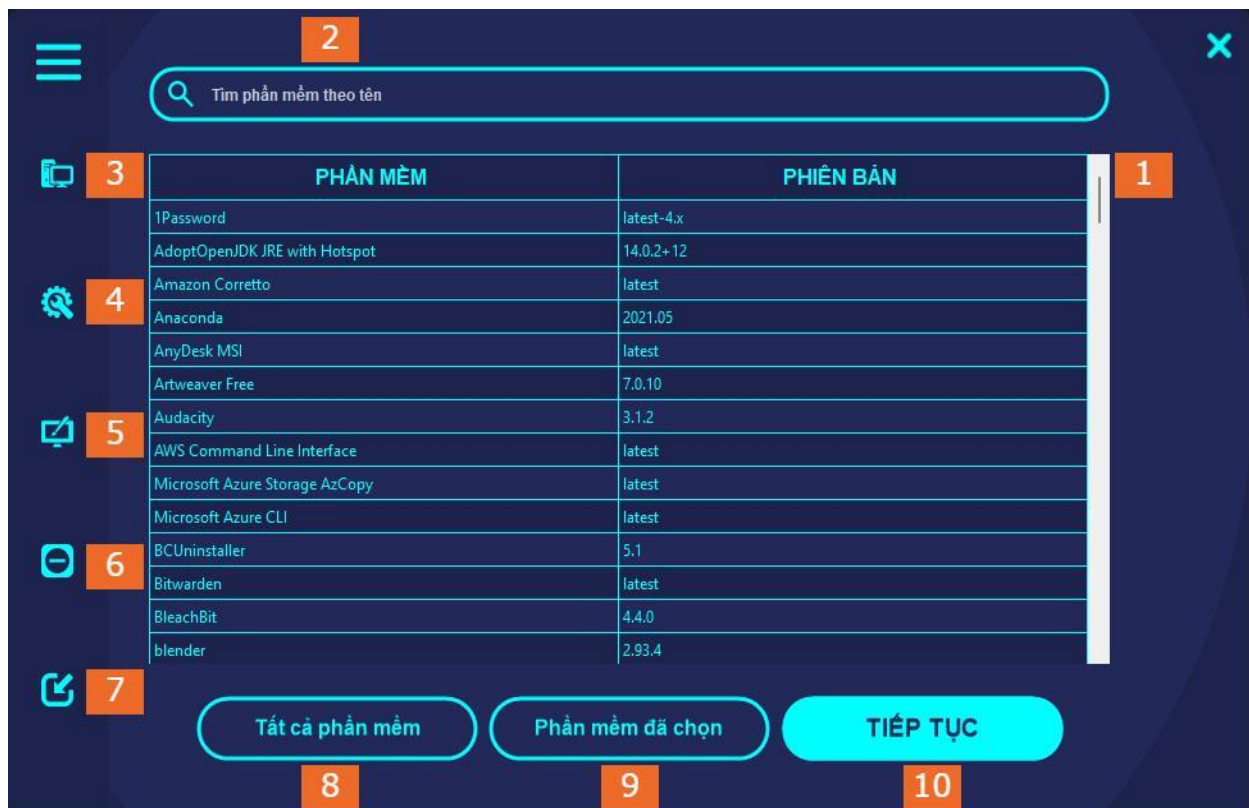 2
Tìm phần mềm theo tên
3
PHẦN MỀM PHIÊN BẢN
1
1Password latest-4.x
AdoptOpenJDK JRE with Hotspot 14.0.2+12
Amazon Corretto latest
4
Anaconda 2021.05
AnyDesk MSI latest
Artweaver Free 7.0.10
Audacity 3.1.2
5
AWS Command Line Interface latest
Microsoft Azure Storage AzCopy latest
Microsoft Azure CLI latest
BCUninstaller 5.1
6
Bitwarden latest
BleachBit 4.4.0
blender 2.93.4
7
Tất cả phần mềm Phần mềm đã chọn TIẾP TỤC
8 9 10